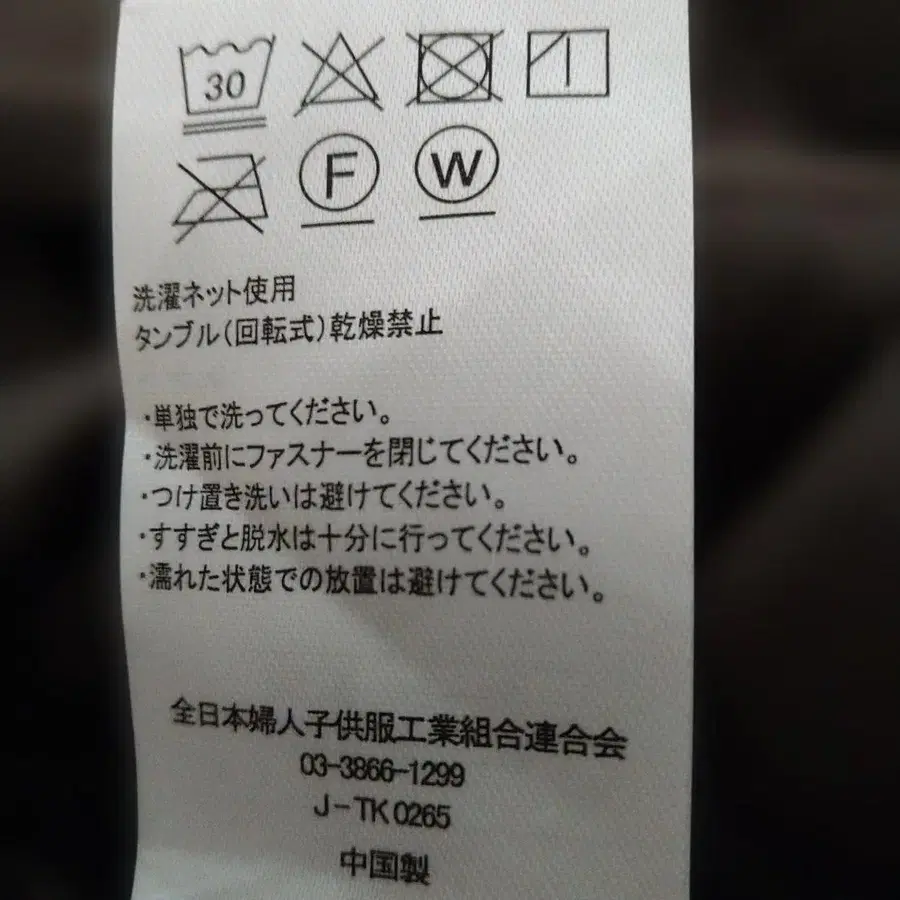 30
F W
洗濯ネット使用
タンブル(回転式)乾燥禁止
・単独で洗ってください。
・洗濯前にファスナーを閉じてください。
・つけ置き洗いは避けてください。
・すすぎと脱水は十分に行ってください。
・濡れた状態での放置は避けてください。
全日本婦人子供服工業組合連合会
03-3866-1299
J-TK0265
中国製